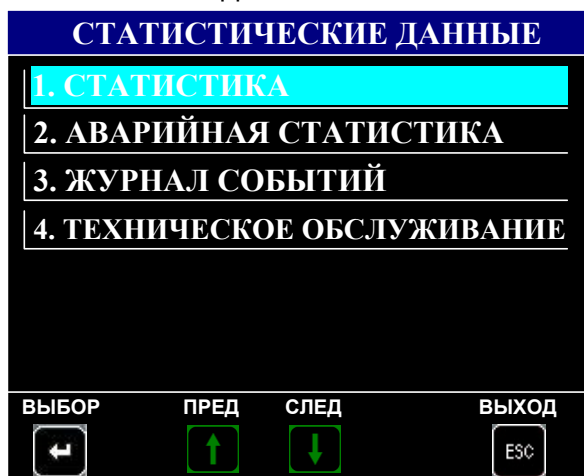 СТАТИСТИЧЕСКИЕ ДАННЫЕ
1. СТАТИСТИКА
2. АВАРИЙНАЯ СТАТИСТИКА
3. ЖУРНАЛ СОБЫТИЙ
4. ТЕХНИЧЕСКОЕ ОБСЛУЖИВАНИЕ
ВЫБОР ПРЕД СЛЕД ВЫХОД
ESC